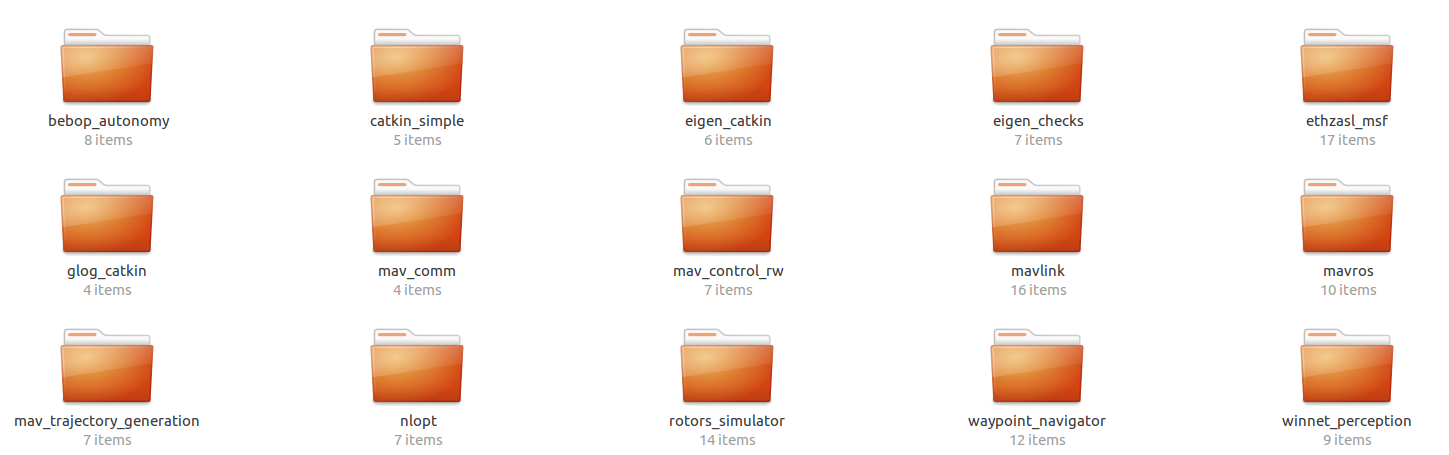 bebop_autonomy
8 items
catkin_simple
5 items
eigen_catkin
6 items
eigen_checks
7 items
ethzasl_msf
17 items
glog_catkin
4 items
mav_comm
4 items
mav_control_rw
7 items
mavlink
16 items
mavros
10 items
mav_trajectory_generation
7 items
nlopt
7 items
rotors_simulator
14 items
waypoint_navigator
12 items
winnet_perception
9 items